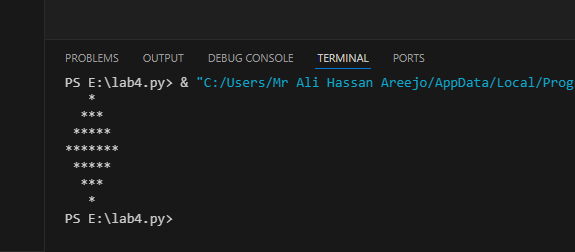 PROBLEMS OUTPUT DEBUG CONSOLE TERMINAL PORTS
PS E:\lab4.py> & "C:/Users/Mr Ali Hassan Areejo/AppData/Local/Prog
   *
  ***
 *****
*******
 *****
  ***
   *
PS E:\lab4.py>